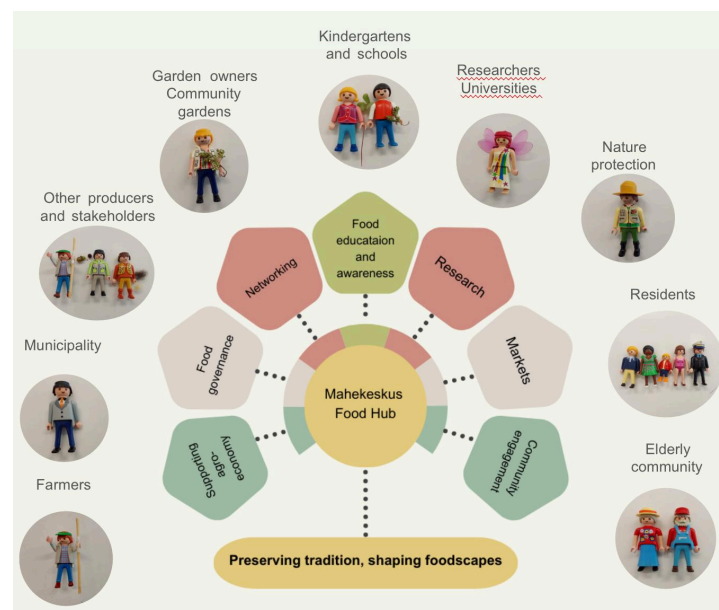 Kindergartens
and schools
Researchers
Universities
Garden owners
Community
gardens
Nature
protection
Other producers
and stakeholders
Food
educataion
and
awareness
Networking
Research
Residents
Municipality
Food
governance
Markets
Mahekeskus
Food Hub
Supporting
agro-
economy
Community
engagement
Elderly
community
Farmers
Preserving tradition, shaping foodscapes